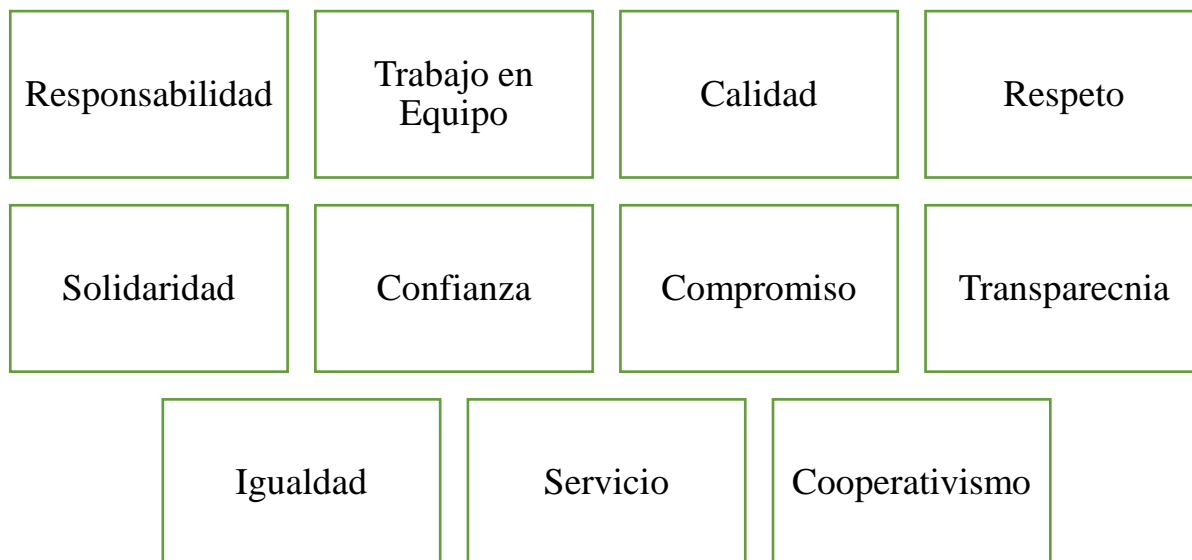 Responsabilidad
Trabajo en
Equipo
Calidad
Respeto
Solidaridad
Confianza
Compromiso
Transparecnia
Igualdad
Servicio
Cooperativismo